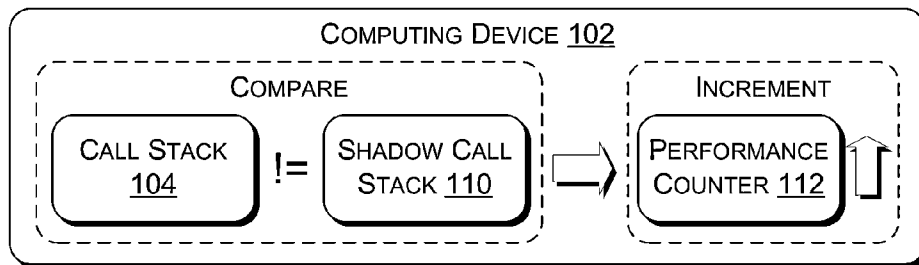 COMPUTING DEVICE 102
COMPARE
INCREMENT
CALL STACK
104
!=
SHADOW CALL
STACK 110
PERFORMANCE
COUNTER 112